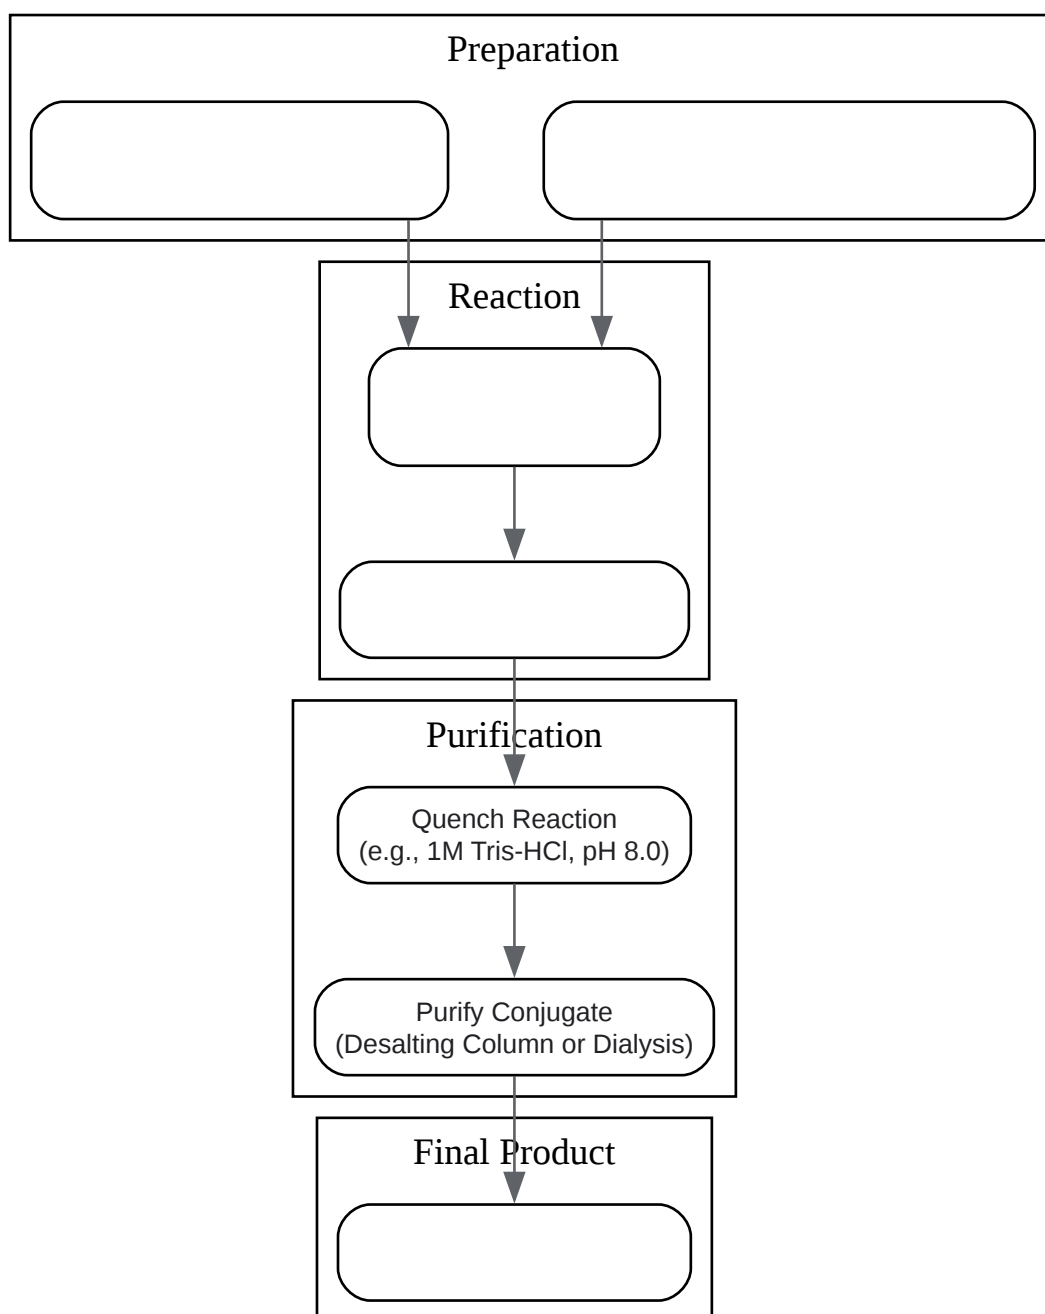 Preparation
Reaction
Purification
Quench Reaction
(e.g., 1M Tris-HCl, pH 8.0)
Purify Conjugate
(Desalting Column or Dialysis)
Final Product